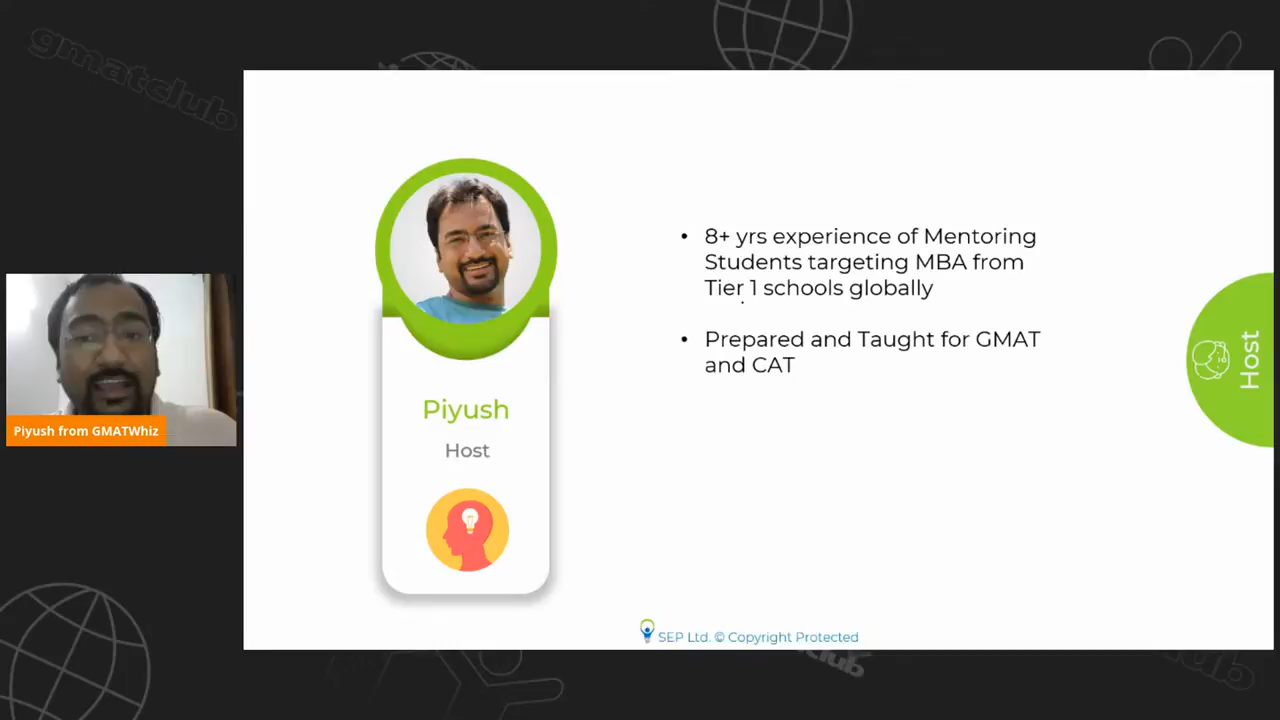 gmatclub
8+ yrs experience of Mentoring
Students targeting MBA from
Tier 1 schools globally
Prepared and Taught for GMAT
and CAT
Host
Piyush
Host
Piyush from GMATWhiz
SEP Ltd. © Copyright Protected
club